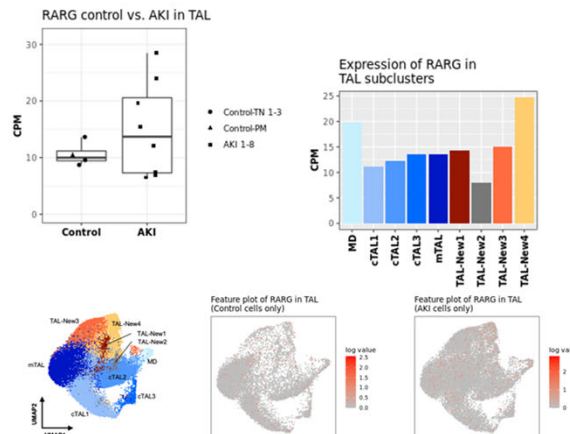 RARG control vs. AKI in TAL
30
20
10
0
CPM
Control
AKI
Control-TN 1-3
Control-PM
AKI 1-8
Expression of RARG in
TAL subclusters
25
20
15
10
5
0
CPM
MD
cTAL1
cTAL2
cTAL3
mTAL
TAL-New1
TAL-New2
TAL-New3
TAL-New4
TAL-New3
TAL-New4
TAL-New1
TAL-New2
MD
mTAL
cTAL2
cTAL3
cTAL1
UMAP2
Feature plot of RARG in TAL
(Control cells only)
log value
2.5
2.0
1.5
1.0
0.5
0.0
Feature plot of RARG in TAL
(AKI cells only)
log value
2
1
0